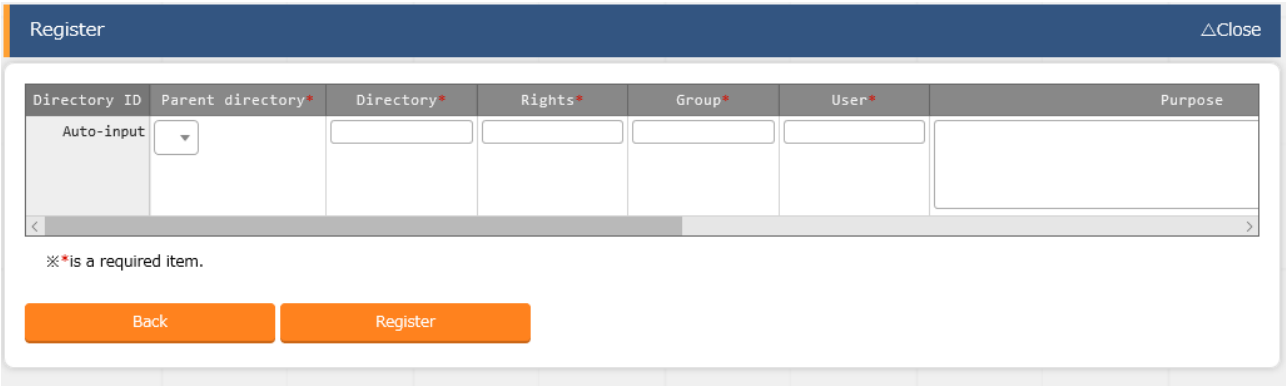 Register △Close
Directory ID Parent directory* Directory* Rights* Group* User* Purpose
Auto-input
※*is a required item.
Back Register